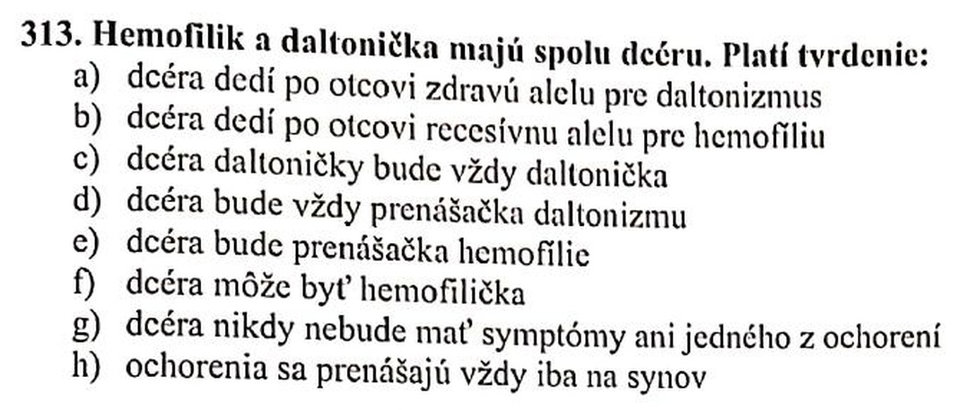 313. Hemofilik a daltonička majú spolu dcéru. Platí tvrdenie:
a) dcéra dedí po otcovi zdravú alelu pre daltonizmus
b) dcéra dedí po otcovi recesívnu alelu pre hemofíliu
c) dcéra daltoničky bude vždy daltonička
d) dcéra bude vždy prenášačka daltonizmu
e) dcéra bude prenášačka hemofílie
f) dcéra môže byť hemofilička
g) dcéra nikdy nebude mať symptómy ani jedného z ochorení
h) ochorenia sa prenášajú vždy iba na synov